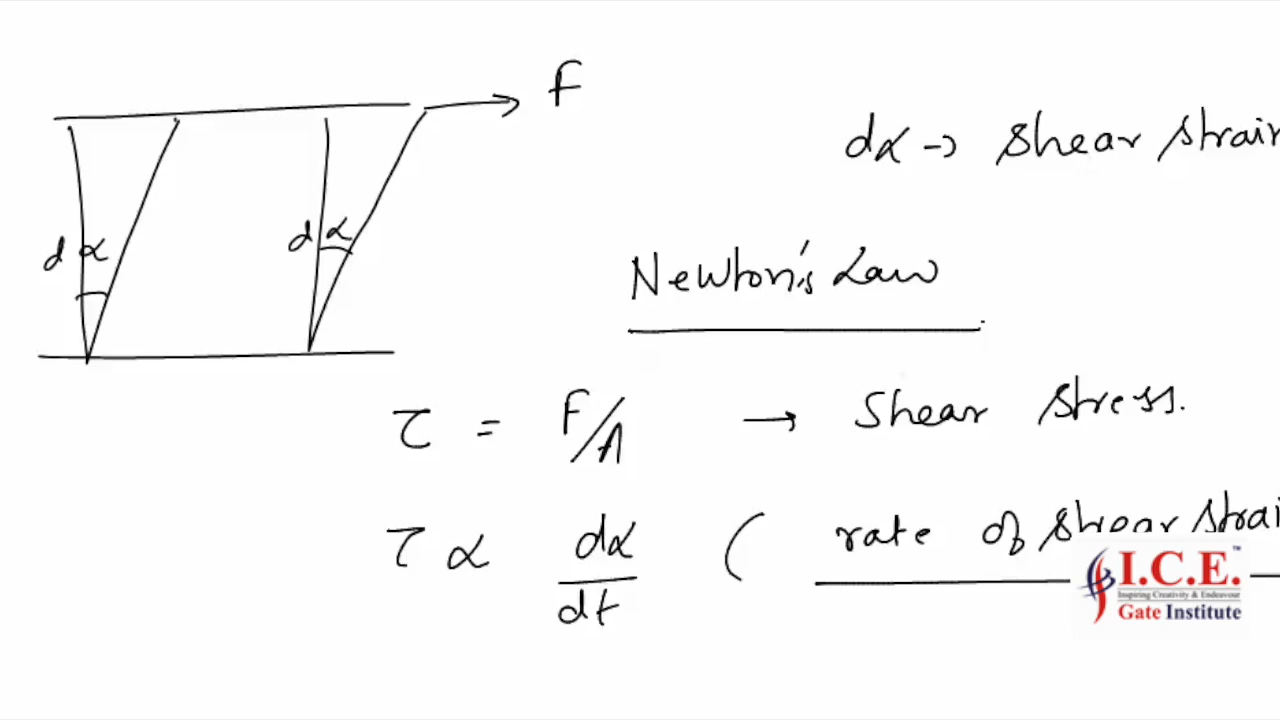 F
dα → Shear Strain
dα dα
Newton's Law
τ = F/A → Shear Stress.
τ α dα/dt ( rate of Shear Strai
I.C.E.™
Inspiring Creativity & Endeavour
Gate Institute